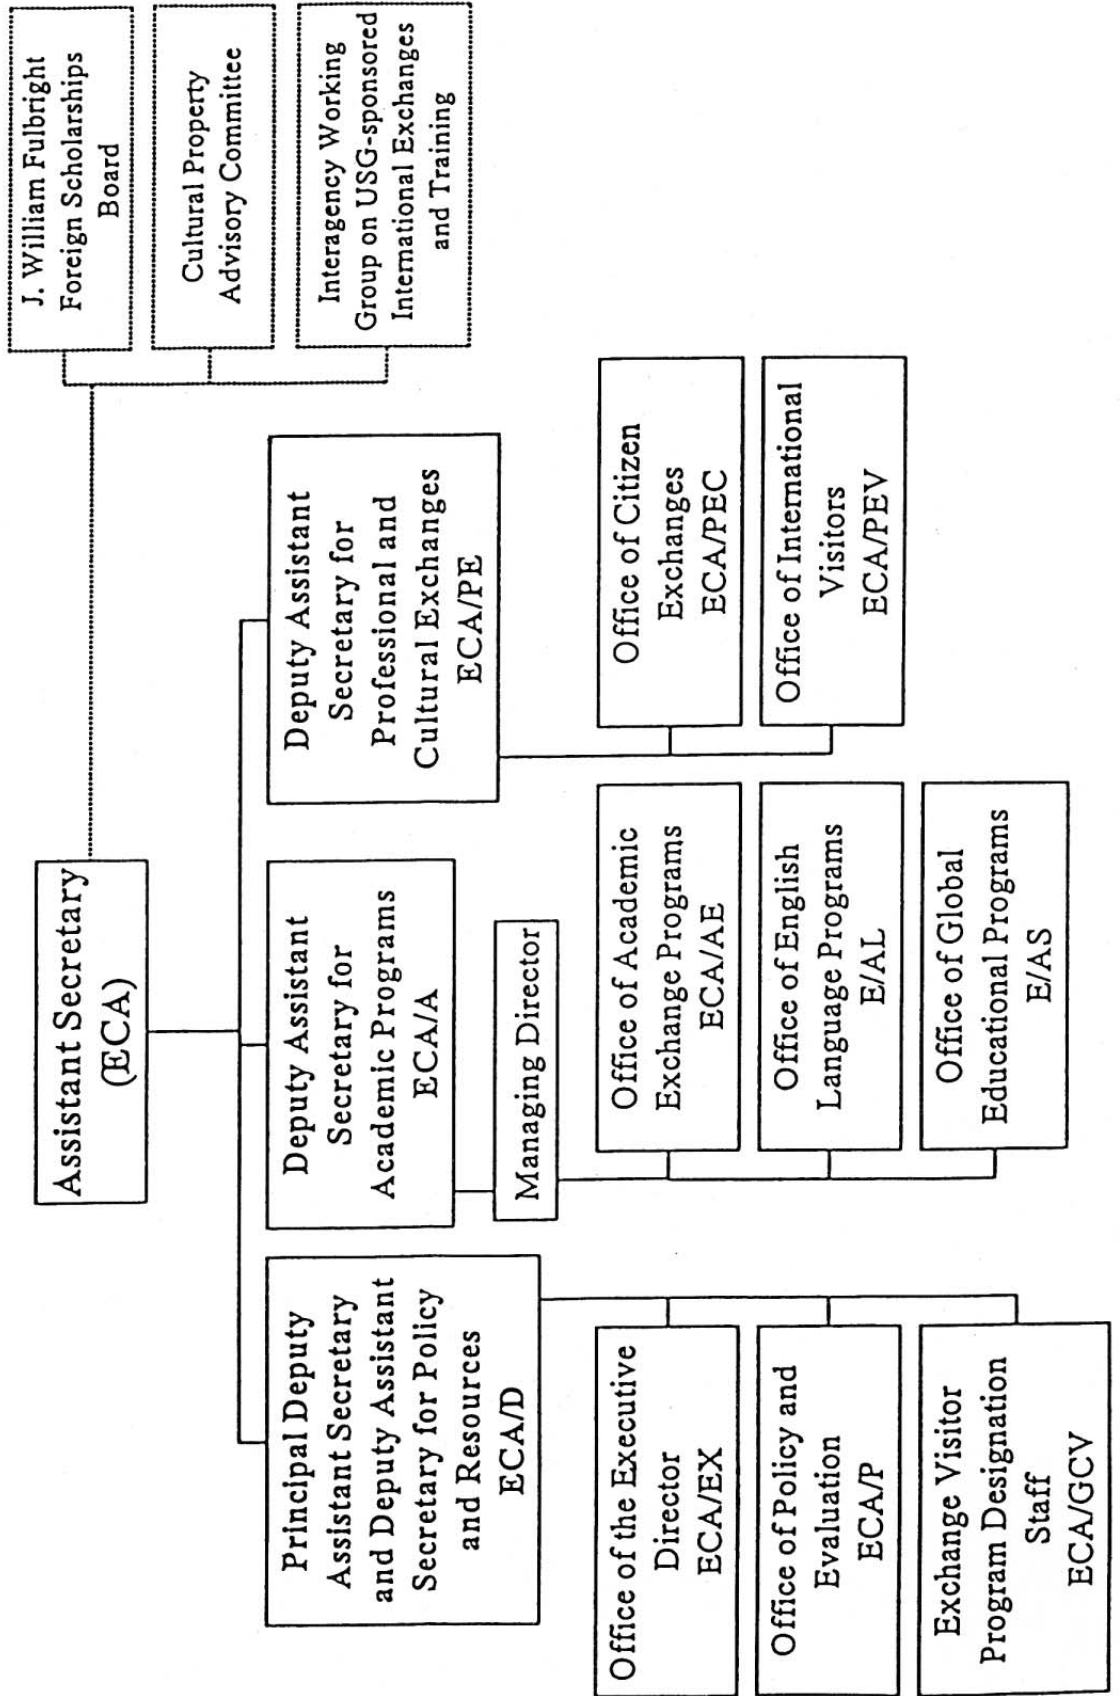 J. William Fulbright
Foreign Scholarships
Board
Cultural Property
Advisory Committee
Interagency Working
Group on USG-sponsored
International Exchanges
and Training
Assistant Secretary
(ECA)
Principal Deputy
Assistant Secretary
and Deputy Assistant
Secretary for Policy
and Resources
ECA/D
Office of the Executive
Director
ECA/EX
Office of Policy and
Evaluation
ECA/P
Exchange Visitor
Program Designation
Staff
ECA/GCV
Deputy Assistant
Secretary for
Academic Programs
ECA/A
Managing Director
Office of Academic
Exchange Programs
ECA/AE
Office of English
Language Programs
E/AL
Office of Global
Educational Programs
E/AS
Deputy Assistant
Secretary for
Professional and
Cultural Exchanges
ECA/PE
Office of Citizen
Exchanges
ECA/PEC
Office of International
Visitors
ECA/PEV